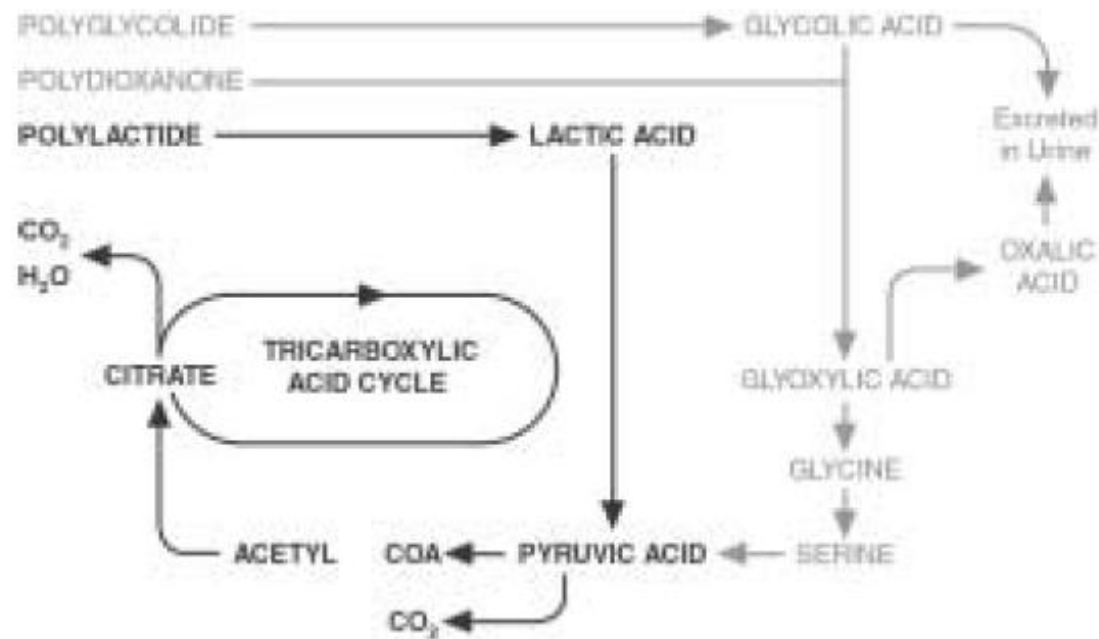 POLYGLYCOLIDE
GLYCOLIC ACID
POLYDIOXANONE
Excreted
in Urine
POLYLACTIDE
LACTIC ACID
CO₂
H₂O
OXALIC
ACID
TRICARBOXYLIC
ACID CYCLE
CITRATE
GLYOXYLIC ACID
GLYCINE
ACETYL
COA
PYRUVIC ACID
SERINE
CO₂